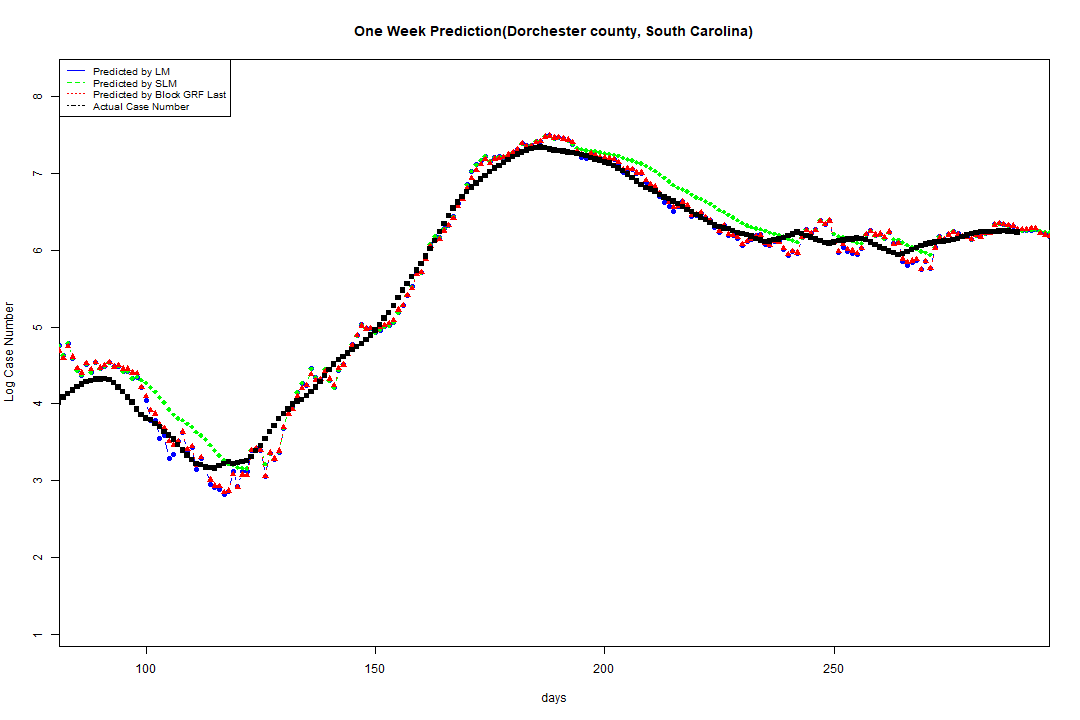 One Week Prediction(Dorchester county, South Carolina)
Predicted by LM
Predicted by SLM
Predicted by Block GRF Last
Actual Case Number
Log Case Number
8
7
6
5
4
3
2
1
100
150
200
250
days